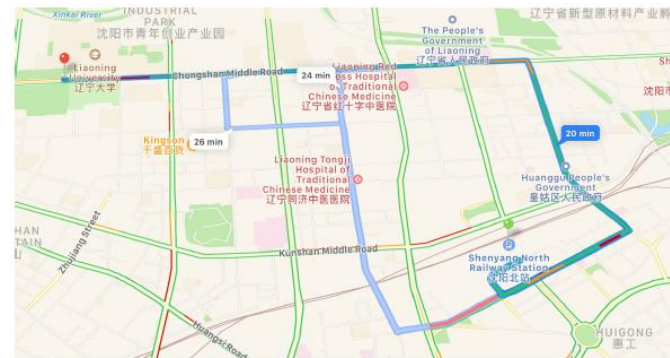 Xinkai River
INDUSTRIAL
PARK
沈阳市青年创业产业园
The People's
Government
of Liaoning
辽宁省人民政府
辽宁省新型原材料产业
Liaoning
University
辽宁大学
Chongshan Middle Road
24 min
Liaoning Red
oss Hospital
of Traditional
Chinese Medicine
辽宁省红十字中医院
Sh
沈阳市
Kingson
千盛百货
26 min
20 min
Liaoning Tongji
Hospital of
Traditional
Chinese Medicine
辽宁同济中医医院
Huanggu People's
Government
皇姑区人民政府
HAN
TAIN
山
Zhujiang Street
Kunshan Middle Road
Shenyang North
Railway Station
沈阳北站
Huangsi Road
HUIGONG
惠工